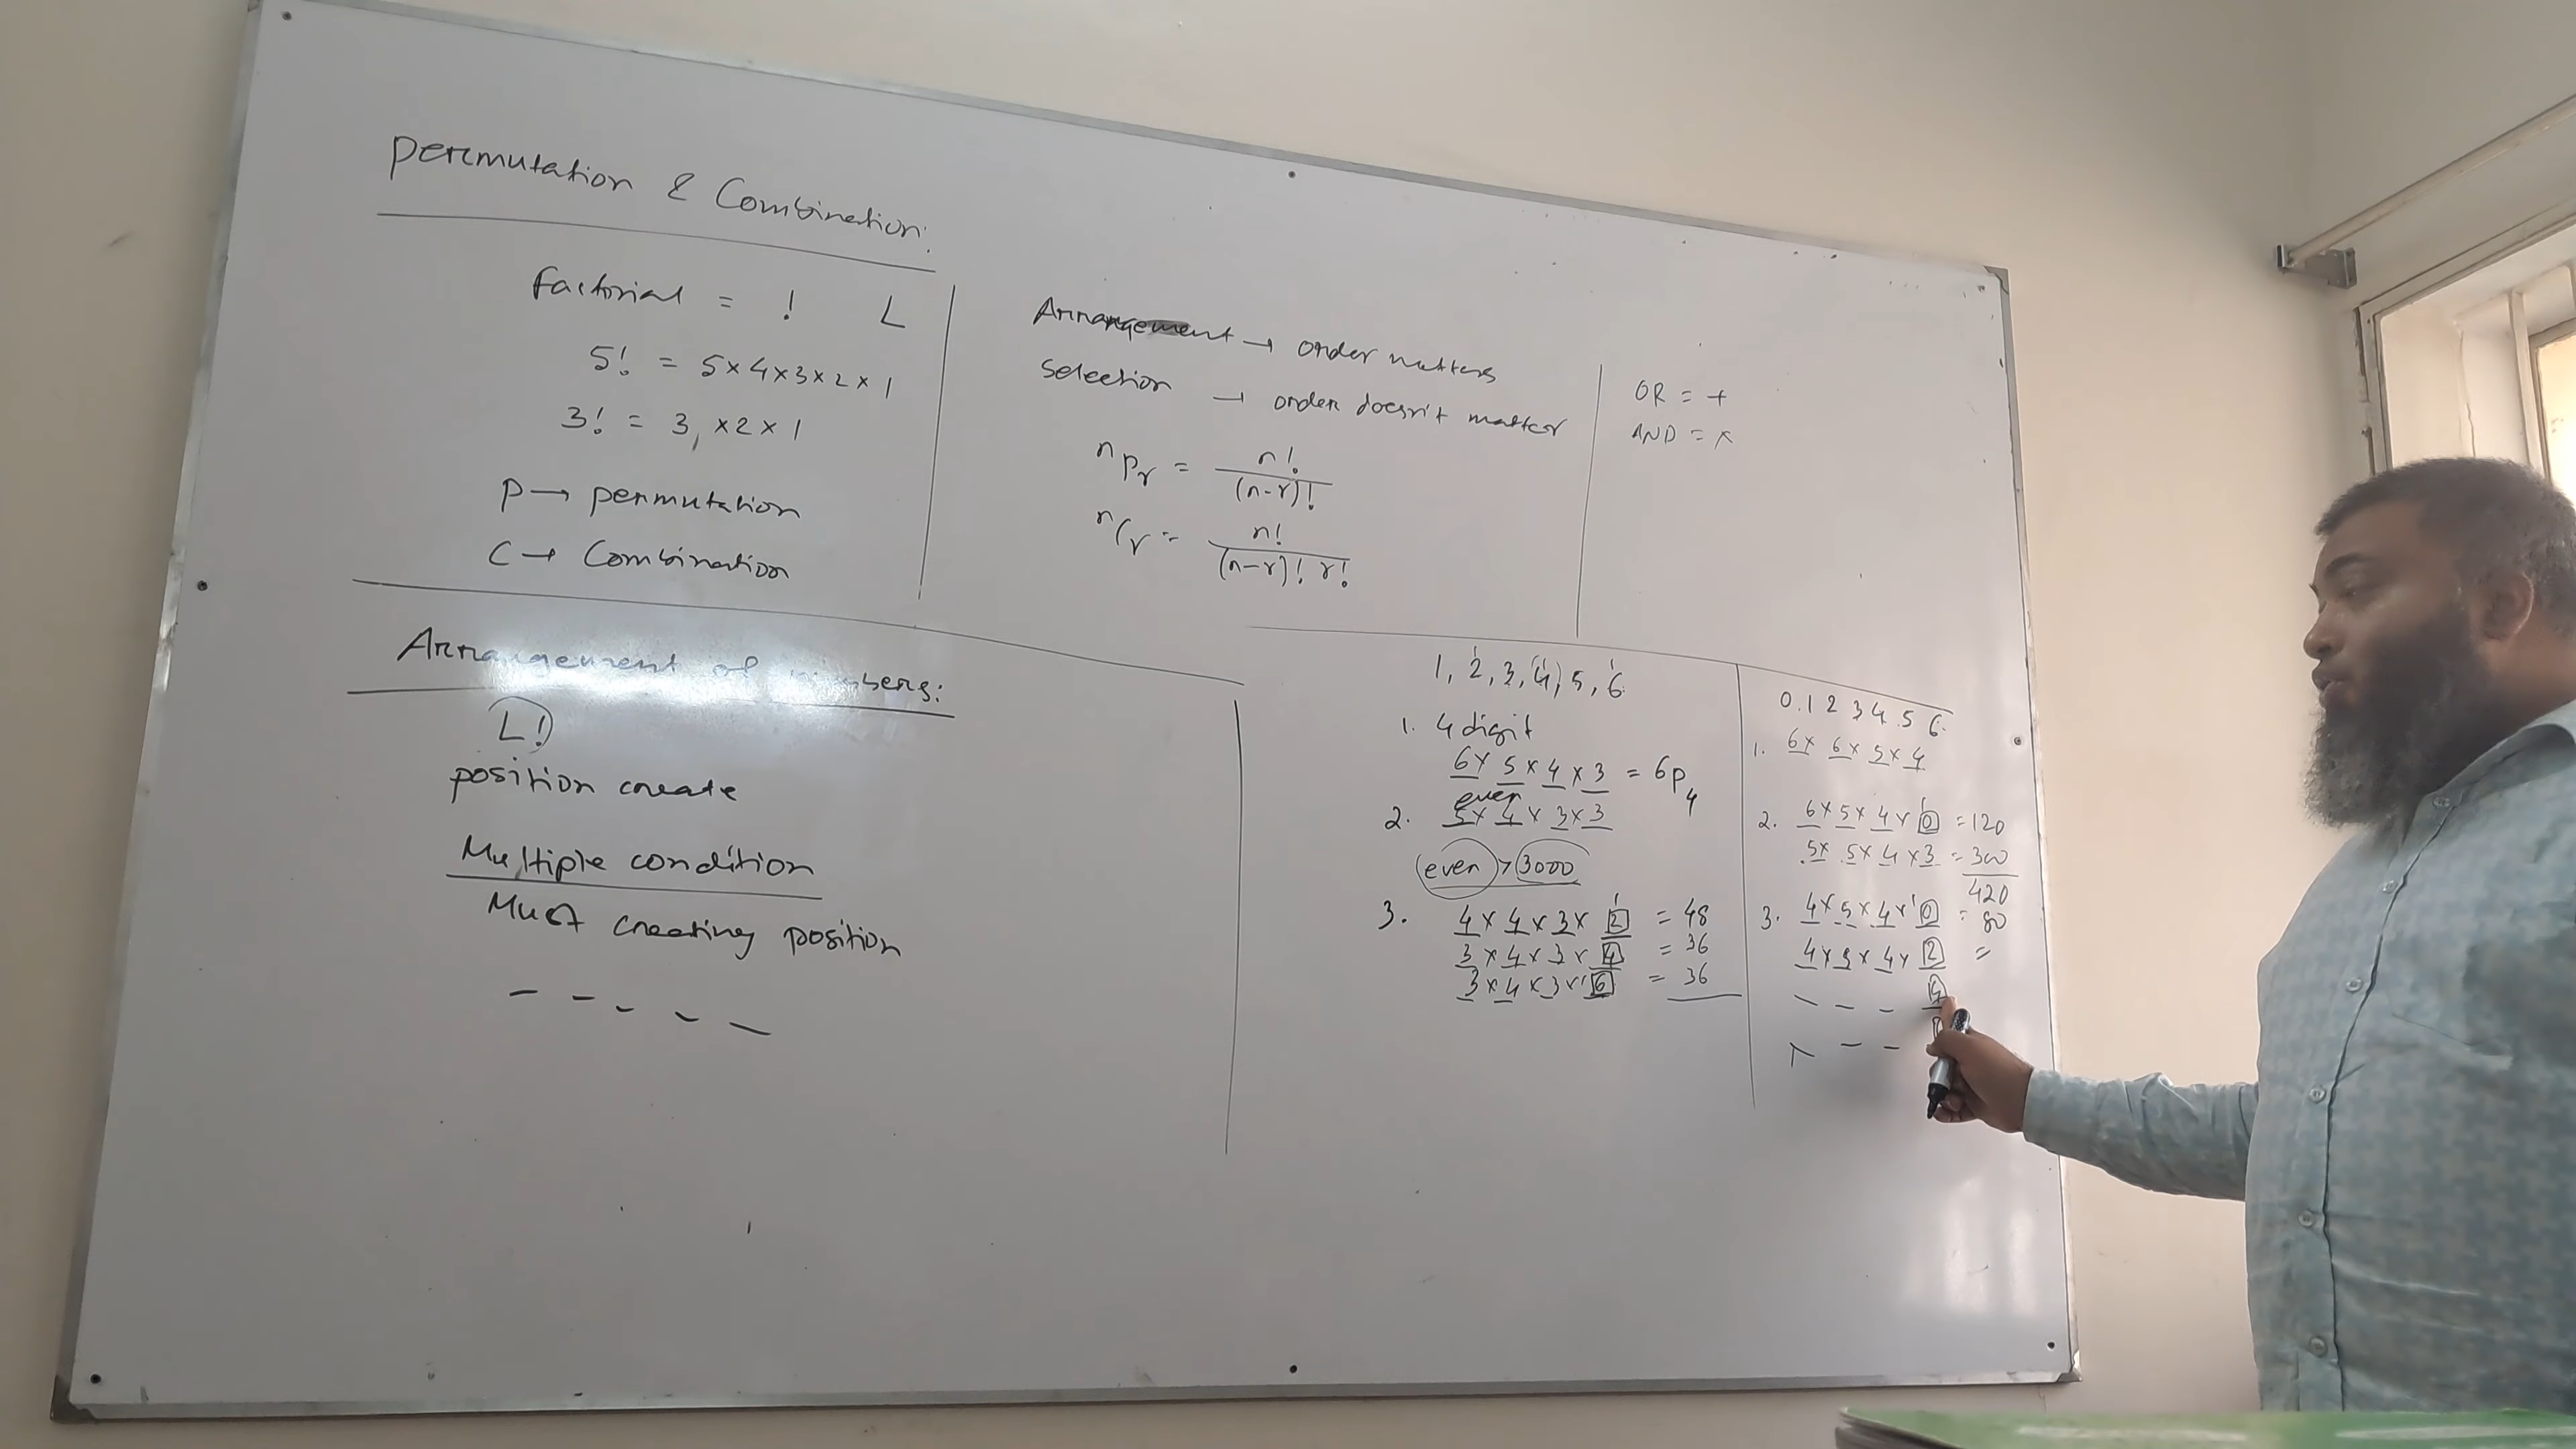 Permutation & Combination:
factorial = ! L
5! = 5×4×3×2×1
3! = 3, ×2×1
P → permutation
C → Combination
Arrangement → order matters
Selection → order doesn't matter
nPr = n! / (n-r)!
nCr = n! / (n-r)! r!
OR = +
AND = ×
Arrangement of numbers:
L!
position create
Multiple condition
Must creating position
_ _ _ _ _
1, 2, 3, (4), 5, 6
1. 4 digit
6× 5×4×3 = 6P4
even
2. 5×4×3×3
even > 3000
3. 4×4×3×2 = 48
3×4×3×4 = 36
3×4×3×6 = 36
0.1 2 3 4 5 6
1. 6× 6×5×4
2. 6×5×4×0 = 120
5× 5×4×3 = 300
420
3. 4×5×4×0 = 80
4×5×4×2 =
_ _ _ 4
_ _ _